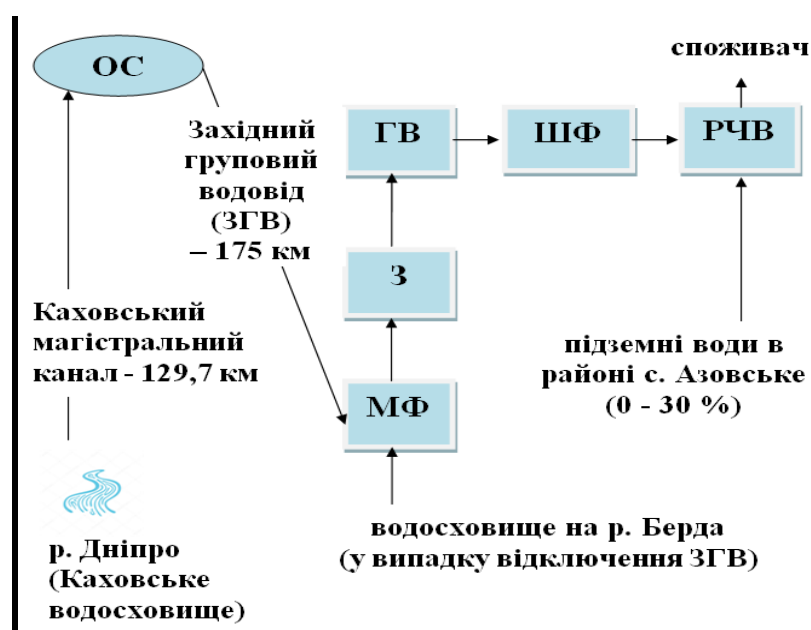 ОС
споживач
Західний
груповий
водовід
(ЗГВ)
– 175 км
ГВ
ШФ
РЧВ
З
Каховський
магістральний
канал - 129,7 км
МФ
підземні води в
районі с. Азовське
(0 - 30 %)
р. Дніпро
(Каховське
водосховище)
водосховище на р. Берда
(у випадку відключення ЗГВ)